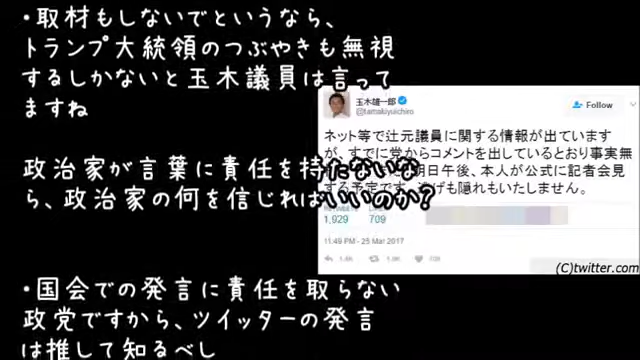 ・取材もしないでというなら、
トランプ大統領のつぶやきも無視
するしかないと玉木議員は言って
ますね
政治家が言葉に責任を持たないな
ら、政治家の何を信じればいいのか?
・国会での発言に責任を取らない
政党ですから、ツイッターの発言
は推して知るべし
玉木雄一郎
@tamakiyuichiro
Follow
ネット等で辻元議員に関する情報が出ています
が、すでに党からコメントを出しているとおり事実無
明日午後、本人が公式に記者会見
する予定です。逃げも隠れもいたしません。
1,929 709
11:49 PM - 25 Mar 2017
1.9K
(C)twitter.com